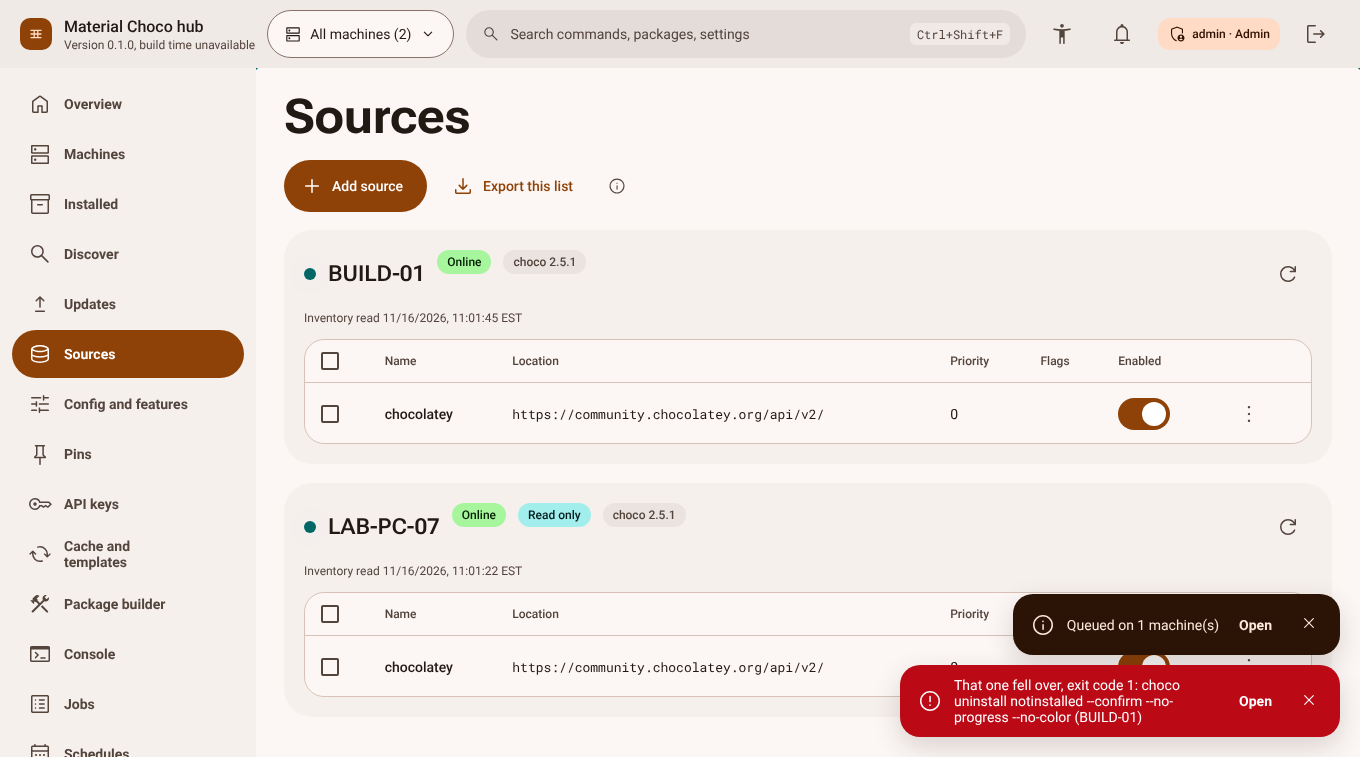 Material Choco hub
Version 0.1.0, build time unavailable
All machines (2)
Search commands, packages, settings
Ctrl+Shift+F
admin · Admin
Overview
Machines
Installed
Discover
Updates
Sources
Config and features
Pins
API keys
Cache and
templates
Package builder
Console
Jobs
Schedules
Sources
Add source
Export this list
BUILD-01
Online
choco 2.5.1
Inventory read 11/16/2026, 11:01:45 EST
Name Location Priority Flags Enabled
chocolatey https://community.chocolatey.org/api/v2/ 0
LAB-PC-07
Online
Read only
choco 2.5.1
Inventory read 11/16/2026, 11:01:22 EST
Name Location Priority
chocolatey https://community.chocolatey.org/api/v2/
Queued on 1 machine(s) Open
That one fell over, exit code 1: choco
uninstall notinstalled --confirm --no-
progress --no-color (BUILD-01)
Open